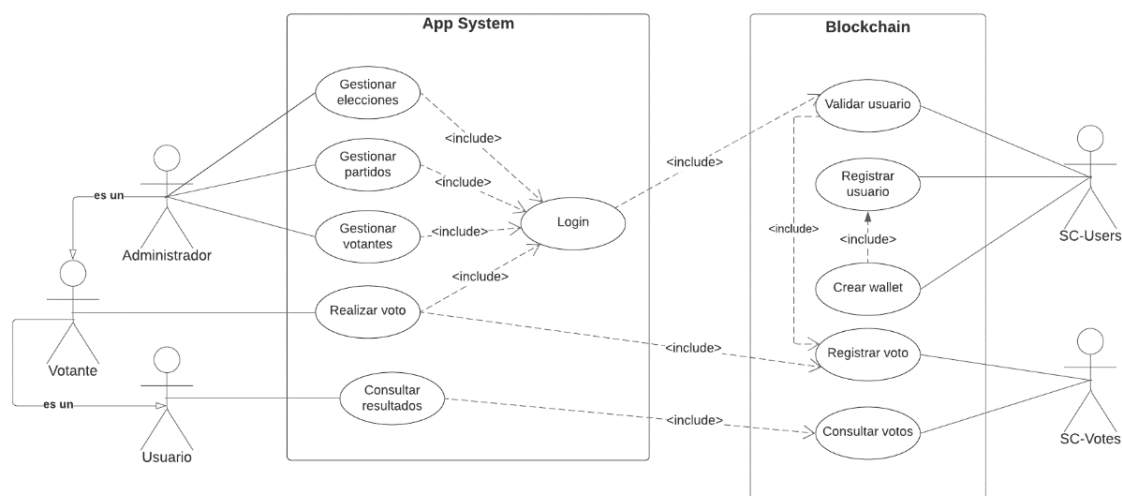 App System
Blockchain
Gestionar
elecciones
Validar usuario
<include>
Gestionar
partidos
<include>
<include>
Registrar
usuario
es un
Administrador
Gestionar
votantes
<include>
Login
<include>
<include>
SC-Users
<include>
Crear wallet
Realizar voto
Votante
<include>
Registrar voto
es un
Consultar
resultados
<include>
Consultar votos
Usuario
SC-Votes